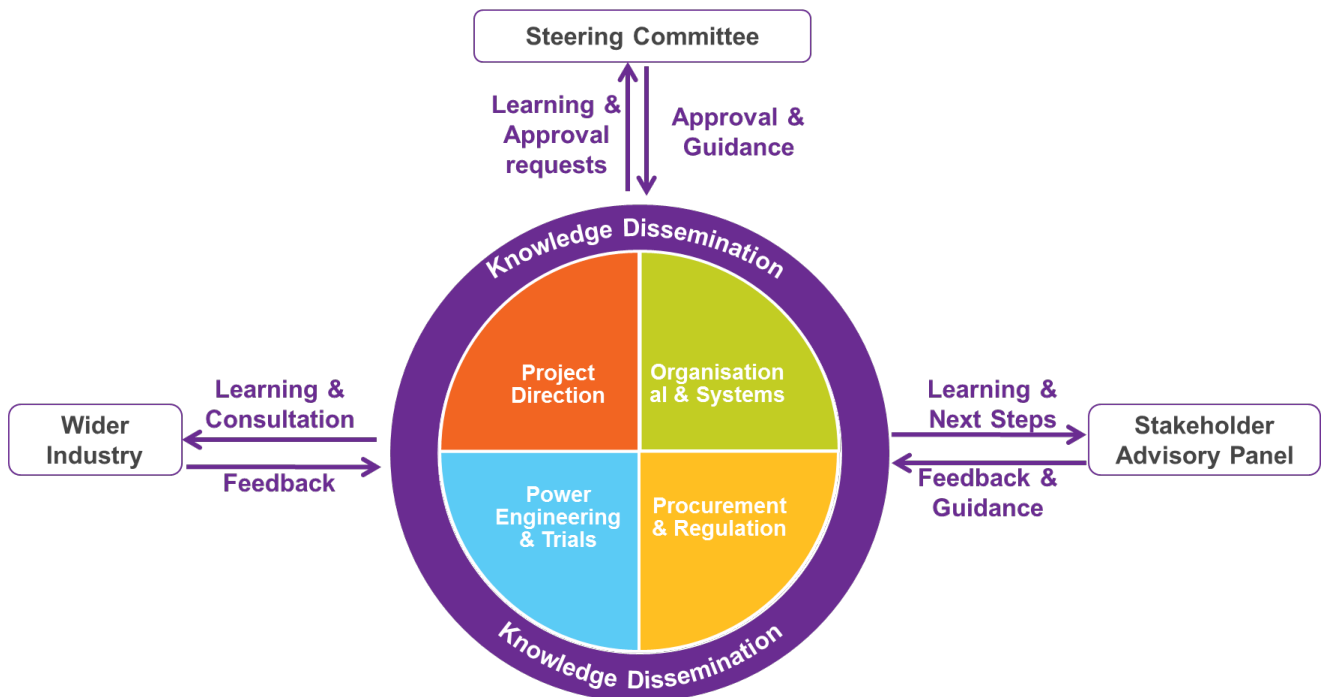 Steering Committee
Learning &
Approval
requests
Approval &
Guidance
Knowledge Dissemination
Project
Direction
Organisation
al & Systems
Learning &
Consultation
Wider
Industry
Feedback
Learning &
Next Steps
Stakeholder
Advisory Panel
Feedback &
Guidance
Power
Engineering
& Trials
Procurement
& Regulation
Knowledge Dissemination